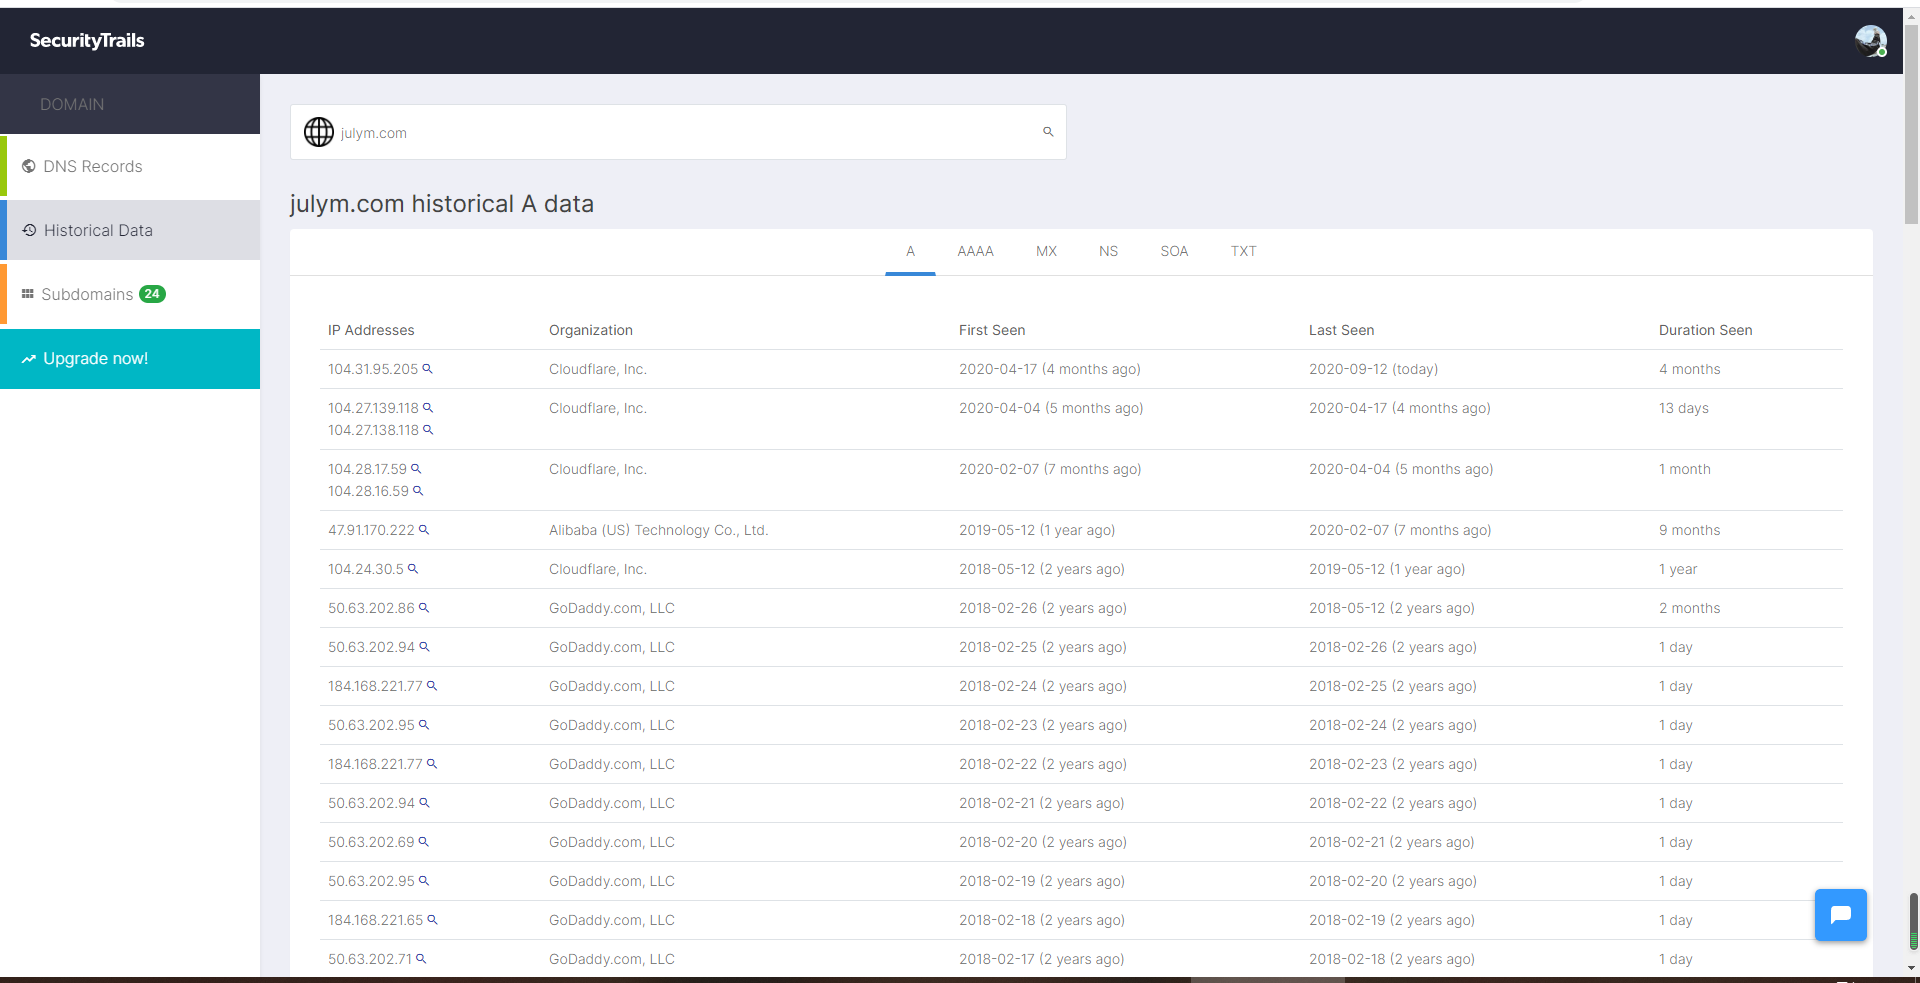 SecurityTrails
DOMAIN
julym.com
DNS Records
Historical Data
Subdomains 24
Upgrade now!
julym.com historical A data
A AAAA MX NS SOA TXT
IP Addresses Organization First Seen Last Seen Duration Seen
104.31.95.205 Cloudflare, Inc. 2020-04-17 (4 months ago) 2020-09-12 (today) 4 months
104.27.139.118 Cloudflare, Inc. 2020-04-04 (5 months ago) 2020-04-17 (4 months ago) 13 days
104.27.138.118
104.28.17.59 Cloudflare, Inc. 2020-02-07 (7 months ago) 2020-04-04 (5 months ago) 1 month
104.28.16.59
47.91.170.222 Alibaba (US) Technology Co., Ltd. 2019-05-12 (1 year ago) 2020-02-07 (7 months ago) 9 months
104.24.30.5 Cloudflare, Inc. 2018-05-12 (2 years ago) 2019-05-12 (1 year ago) 1 year
50.63.202.86 GoDaddy.com, LLC 2018-02-26 (2 years ago) 2018-05-12 (2 years ago) 2 months
50.63.202.94 GoDaddy.com, LLC 2018-02-25 (2 years ago) 2018-02-26 (2 years ago) 1 day
184.168.221.77 GoDaddy.com, LLC 2018-02-24 (2 years ago) 2018-02-25 (2 years ago) 1 day
50.63.202.95 GoDaddy.com, LLC 2018-02-23 (2 years ago) 2018-02-24 (2 years ago) 1 day
184.168.221.77 GoDaddy.com, LLC 2018-02-22 (2 years ago) 2018-02-23 (2 years ago) 1 day
50.63.202.94 GoDaddy.com, LLC 2018-02-21 (2 years ago) 2018-02-22 (2 years ago) 1 day
50.63.202.69 GoDaddy.com, LLC 2018-02-20 (2 years ago) 2018-02-21 (2 years ago) 1 day
50.63.202.95 GoDaddy.com, LLC 2018-02-19 (2 years ago) 2018-02-20 (2 years ago) 1 day
184.168.221.65 GoDaddy.com, LLC 2018-02-18 (2 years ago) 2018-02-19 (2 years ago) 1 day
50.63.202.71 GoDaddy.com, LLC 2018-02-17 (2 years ago) 2018-02-18 (2 years ago) 1 day